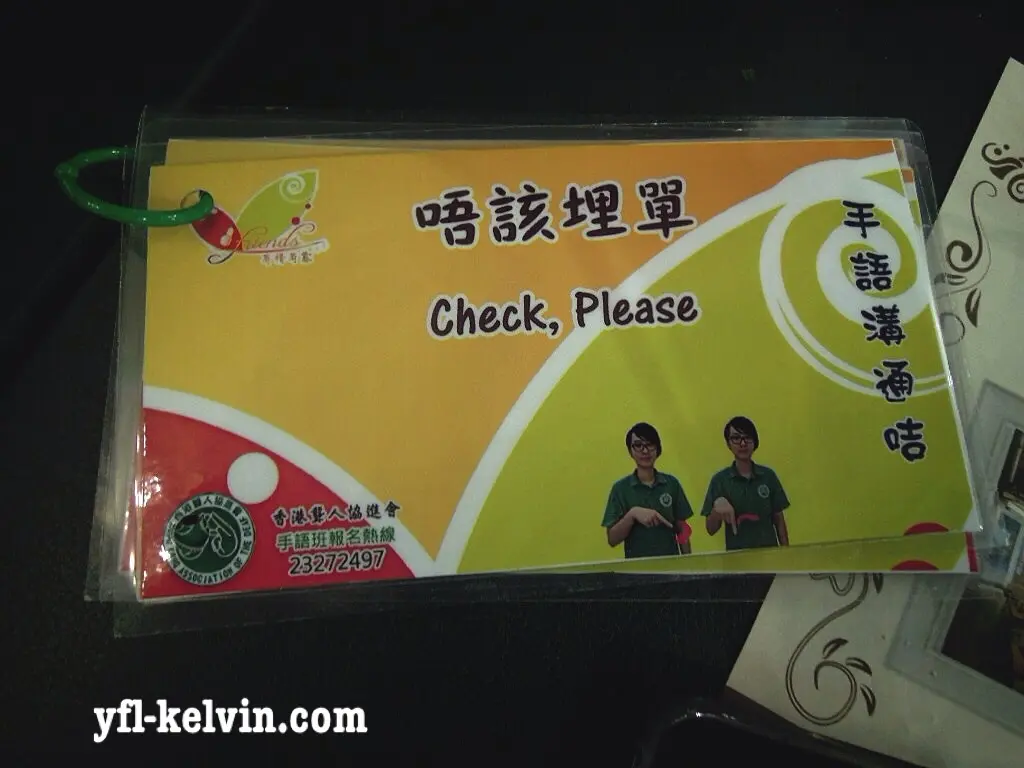 friends
唔該埋單
Check, Please
手語溝通咭
香港聾人協進會
手語班報名熱線
23272497
yfl-kelvin.com